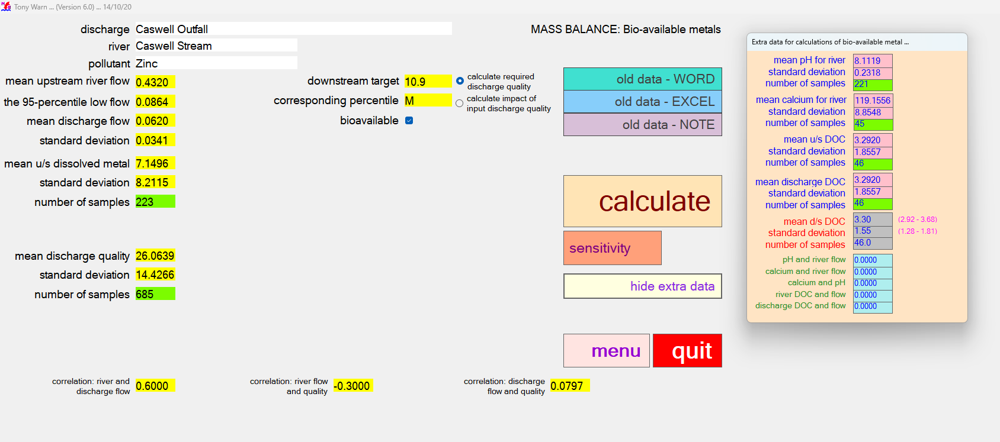 Tony Warn ... (Version 6.0) ... 14/10/20
discharge Caswell Outfall
MASS BALANCE: Bio-available metals
river Caswell Stream
pollutant Zinc
mean upstream river flow 0.4320
the 95-percentile low flow 0.0864
mean discharge flow 0.0620
standard deviation 0.0341
mean u/s dissolved metal 7.1496
standard deviation 8.2115
number of samples 223
mean discharge quality 26.0639
standard deviation 14.4266
number of samples 685
downstream target 10.9
corresponding percentile M
bioavailable
calculate required
discharge quality
calculate impact of
input discharge quality
old data - WORD
old data - EXCEL
old data - NOTE
calculate
sensitivity
hide extra data
menu
quit
correlation: river and
discharge flow
0.6000
correlation: river flow
and quality
-0.3000
correlation: discharge
flow and quality
0.0797
Extra data for calculations of bio-available metal ...
mean pH for river 8.1119
standard deviation 0.2318
number of samples 221
mean calcium for river 119.1556
standard deviation 8.8548
number of samples 45
mean u/s DOC 3.2920
standard deviation 1.8557
number of samples 46
mean discharge DOC 3.2920
standard deviation 1.8557
number of samples 46
mean d/s DOC 3.30 (2.92 - 3.68)
standard deviation 1.55 (1.28 - 1.81)
number of samples 46.0
pH and river flow 0.0000
calcium and river flow 0.0000
calcium and pH 0.0000
river DOC and flow 0.0000
discharge DOC and flow 0.0000